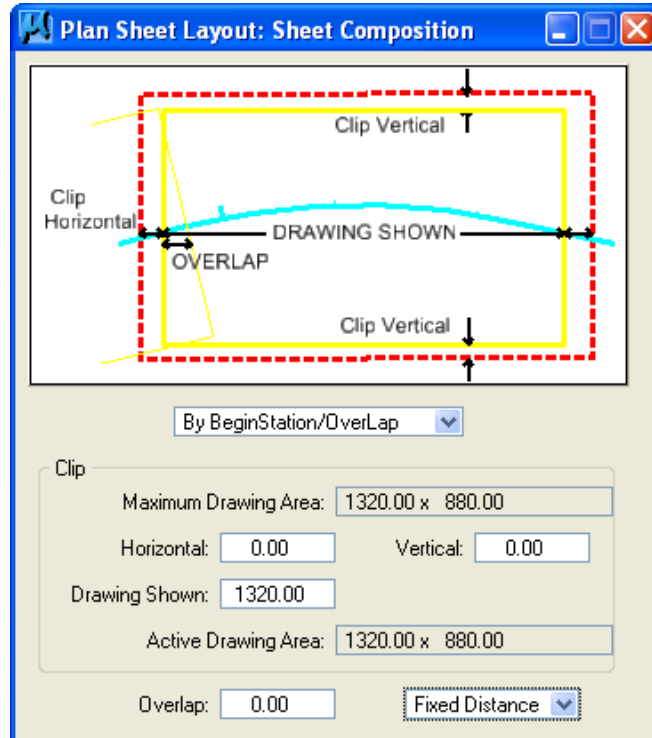 Plan Sheet Layout: Sheet Composition
Clip Vertical
Clip
Horizontal
DRAWING SHOWN
OVERLAP
Clip Vertical
By BeginStation/OverLap
Clip
Maximum Drawing Area: 1320.00 x 880.00
Horizontal: 0.00 Vertical: 0.00
Drawing Shown: 1320.00
Active Drawing Area: 1320.00 x 880.00
Overlap: 0.00 Fixed Distance